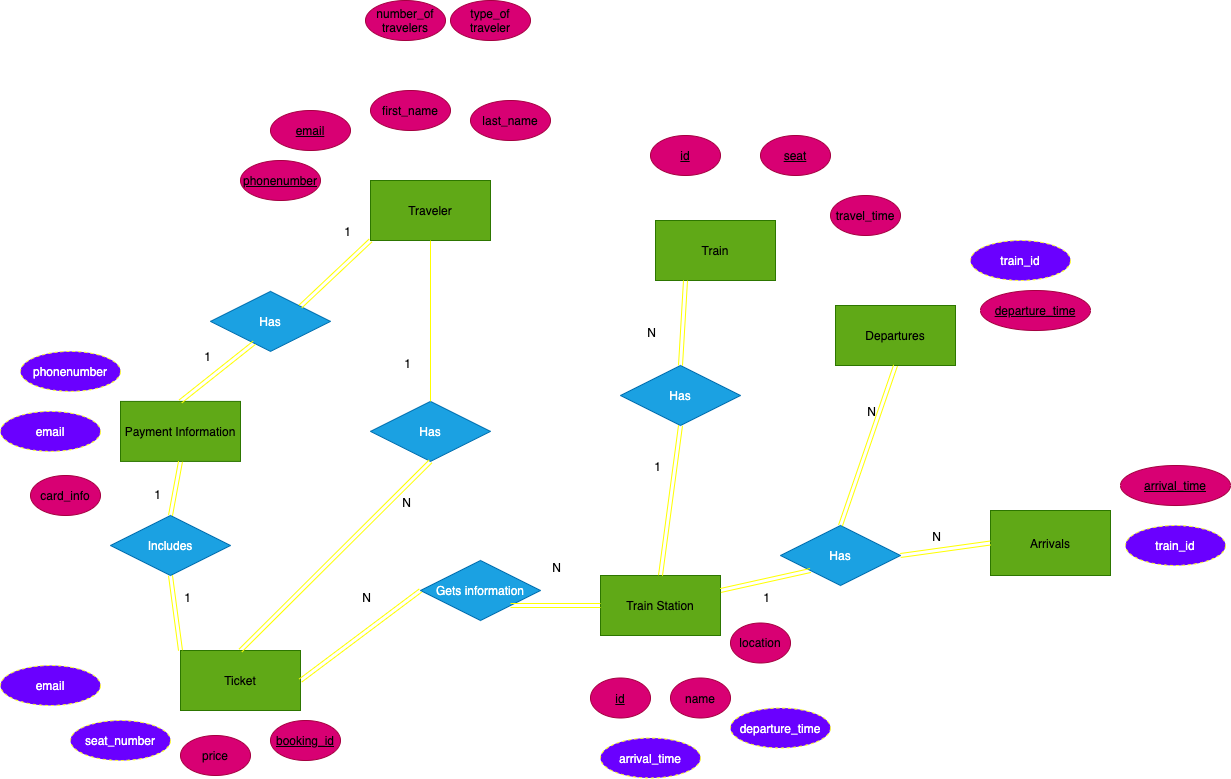 number_of
travelers
type_of
traveler
first_name
last_name
email
phonenumber
id
seat
Traveler
travel_time
1
Train
train_id
departure_time
Has
N
Departures
1
phonenumber
1
Has
N
email
Payment Information
Has
1
card_info
1
N
arrival_time
Includes
N
Arrivals
train_id
Has
N
1
N
Gets information
Train Station
1
location
email
Ticket
id
name
seat_number
price
booking_id
departure_time
arrival_time